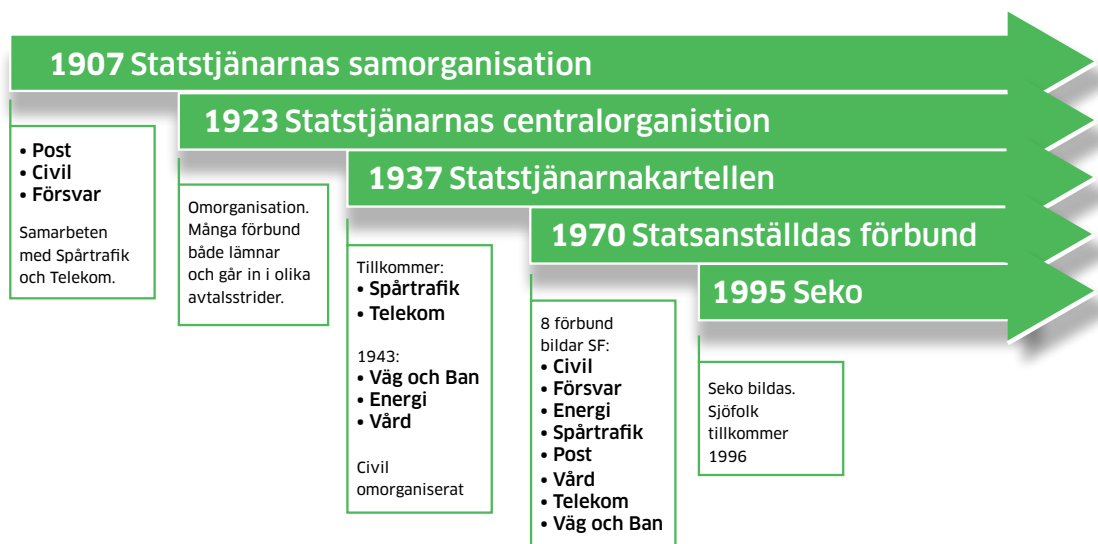 1907 Statstjänarnas samorganisation
1923 Statstjänarnas centralorganistion
1937 Statstjänarnakartellen
1970 Statsanställdas förbund
1995 Seko
• Post
• Civil
• Försvar
Samarbeten
med Spårtrafik
och Telekom.
Omorganisation.
Många förbund
både lämnar
och går in i olika
avtalsstrider.
Tillkommer:
• Spårtrafik
• Telekom
1943:
• Väg och Ban
• Energi
• Vård
Civil
omorganiserat
8 förbund
bildar SF:
• Civil
• Försvar
• Energi
• Spårtrafik
• Post
• Vård
• Telekom
• Väg och Ban
Seko bildas.
Sjöfolk
tillkommer
1996